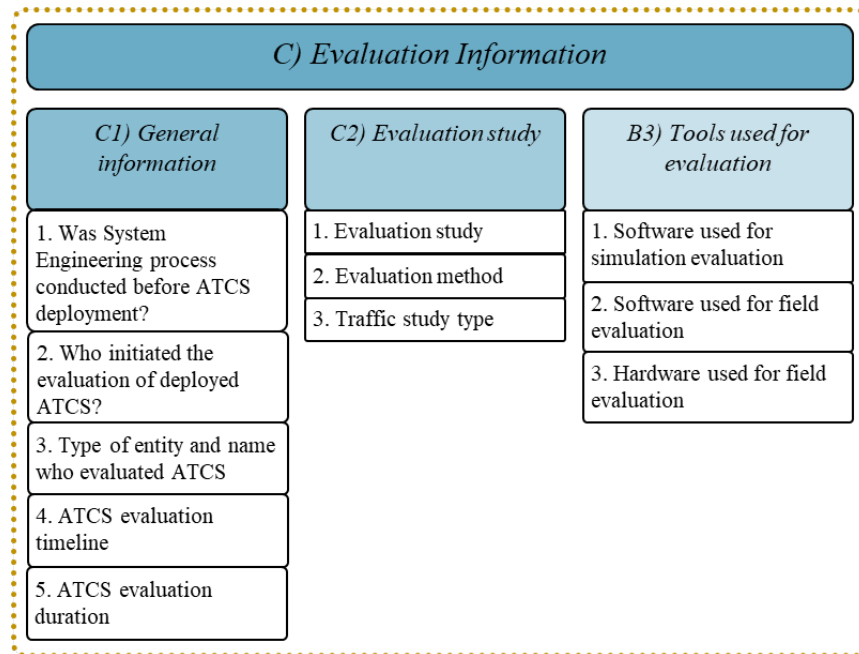 C) Evaluation Information
C1) General
information
1. Was System
Engineering process
conducted before ATCS
deployment?
2. Who initiated the
evaluation of deployed
ATCS?
3. Type of entity and name
who evaluated ATCS
4. ATCS evaluation
timeline
5. ATCS evaluation
duration
C2) Evaluation study
1. Evaluation study
2. Evaluation method
3. Traffic study type
B3) Tools used for
evaluation
1. Software used for
simulation evaluation
2. Software used for field
evaluation
3. Hardware used for field
evaluation